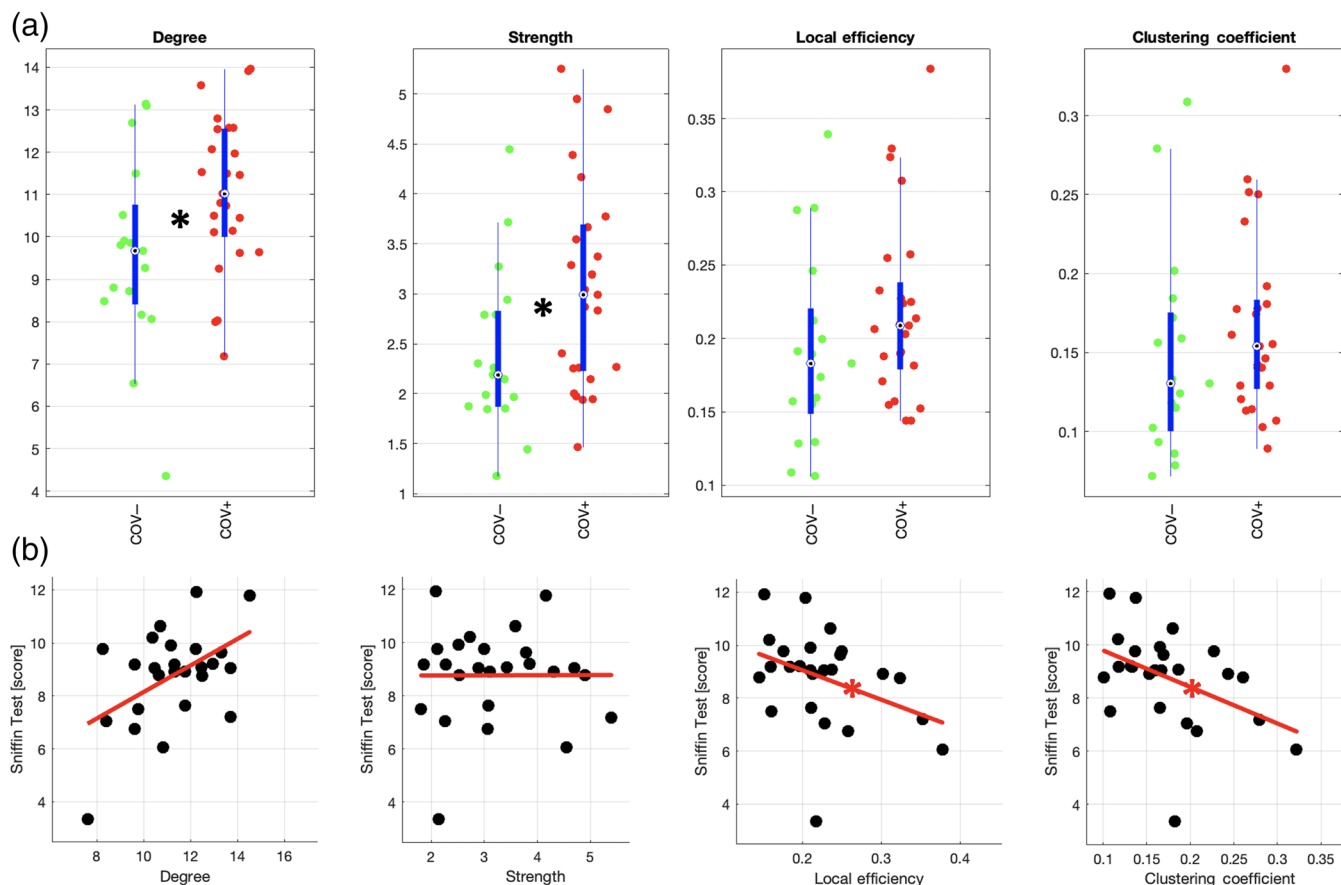 (a)
Degree
Strength
Local efficiency
Clustering coefficient
14
13
12
11
10
9
8
7
6
5
4
*
COV−
COV+
5
4.5
4
3.5
3
2.5
2
1.5
1
*
COV−
COV+
0.35
0.3
0.25
0.2
0.15
0.1
COV−
COV+
0.3
0.25
0.2
0.15
0.1
COV−
COV+
(b)
Sniffin Test [score]
12
10
8
6
4
8 10 12 14 16
Degree
Sniffin Test [score]
12
10
8
6
4
2 3 4 5
Strength
Sniffin Test [score]
12
10
8
6
4
*
0.2 0.3 0.4
Local efficiency
Sniffin Test [score]
12
10
8
6
4
*
0.1 0.15 0.2 0.25 0.3 0.35
Clustering coefficient